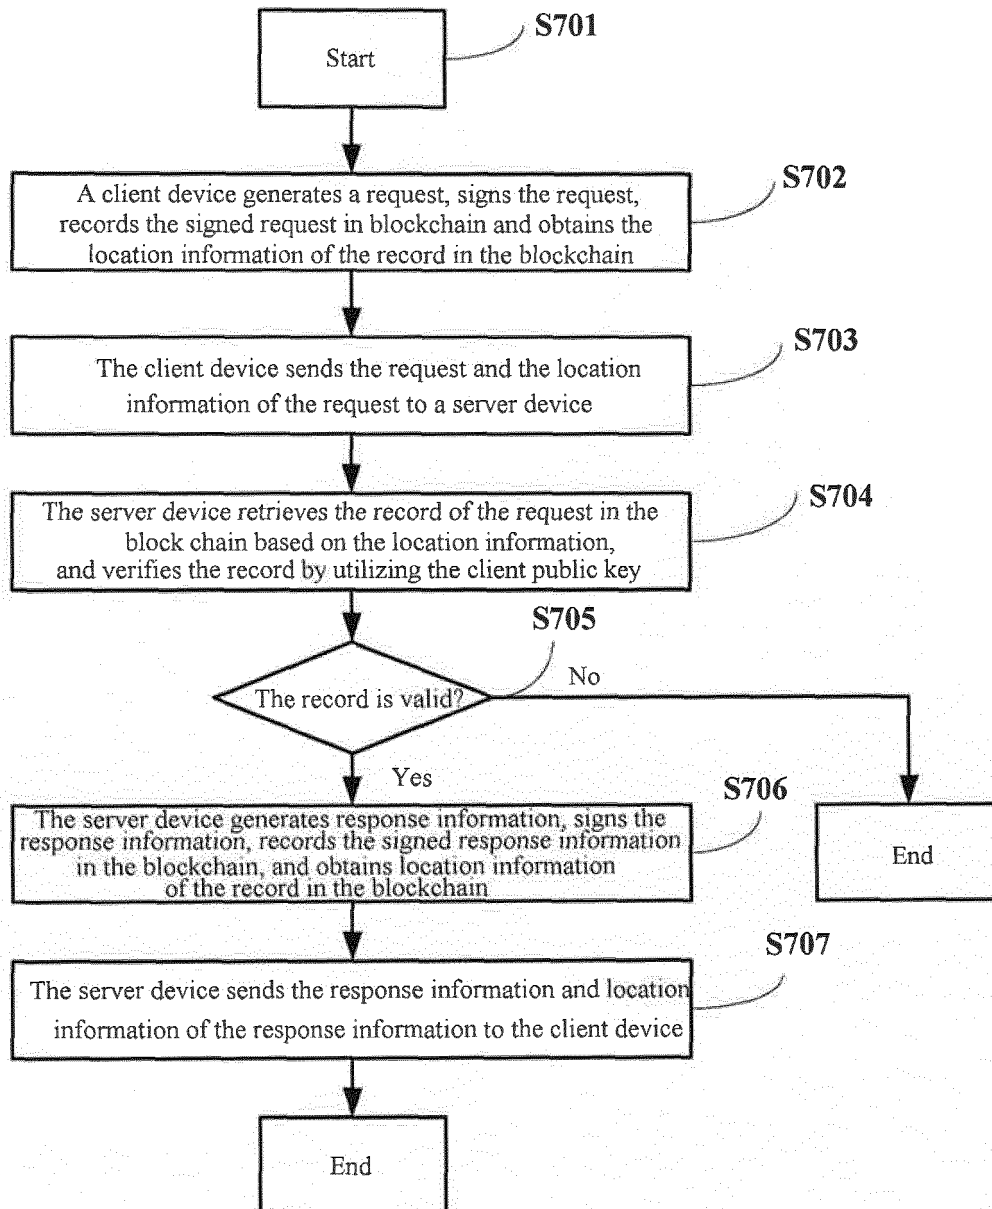 S701
Start
S702
A client device generates a request, signs the request,
records the signed request in blockchain and obtains the
location information of the record in the blockchain
S703
The client device sends the request and the location
information of the request to a server device
S704
The server device retrieves the record of the request in the
block chain based on the location information,
and verifies the record by utilizing the client public key
S705
The record is valid?
No
Yes
S706
The server device generates response information, signs the
response information, records the signed response information
in the blockchain, and obtains location information
of the record in the blockchain
End
S707
The server device sends the response information and location
information of the response information to the client device
End